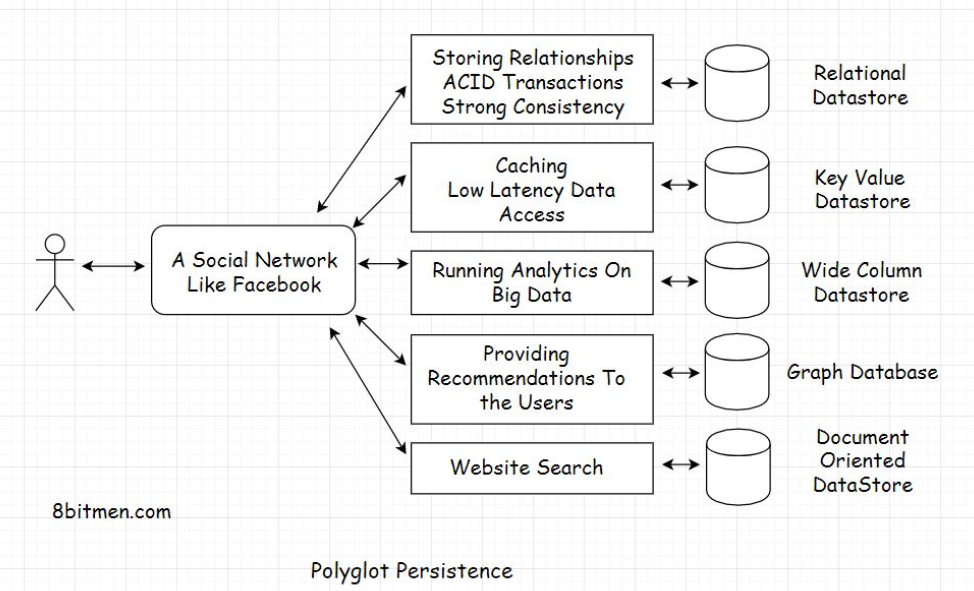 Storing Relationships
ACID Transactions
Strong Consistency
Relational
Datastore
Caching
Low Latency Data
Access
Key Value
Datastore
A Social Network
Like Facebook
Running Analytics On
Big Data
Wide Column
Datastore
Providing
Recommendations To
the Users
Graph Database
Website Search
Document
Oriented
DataStore
8bitmen.com
Polyglot Persistence